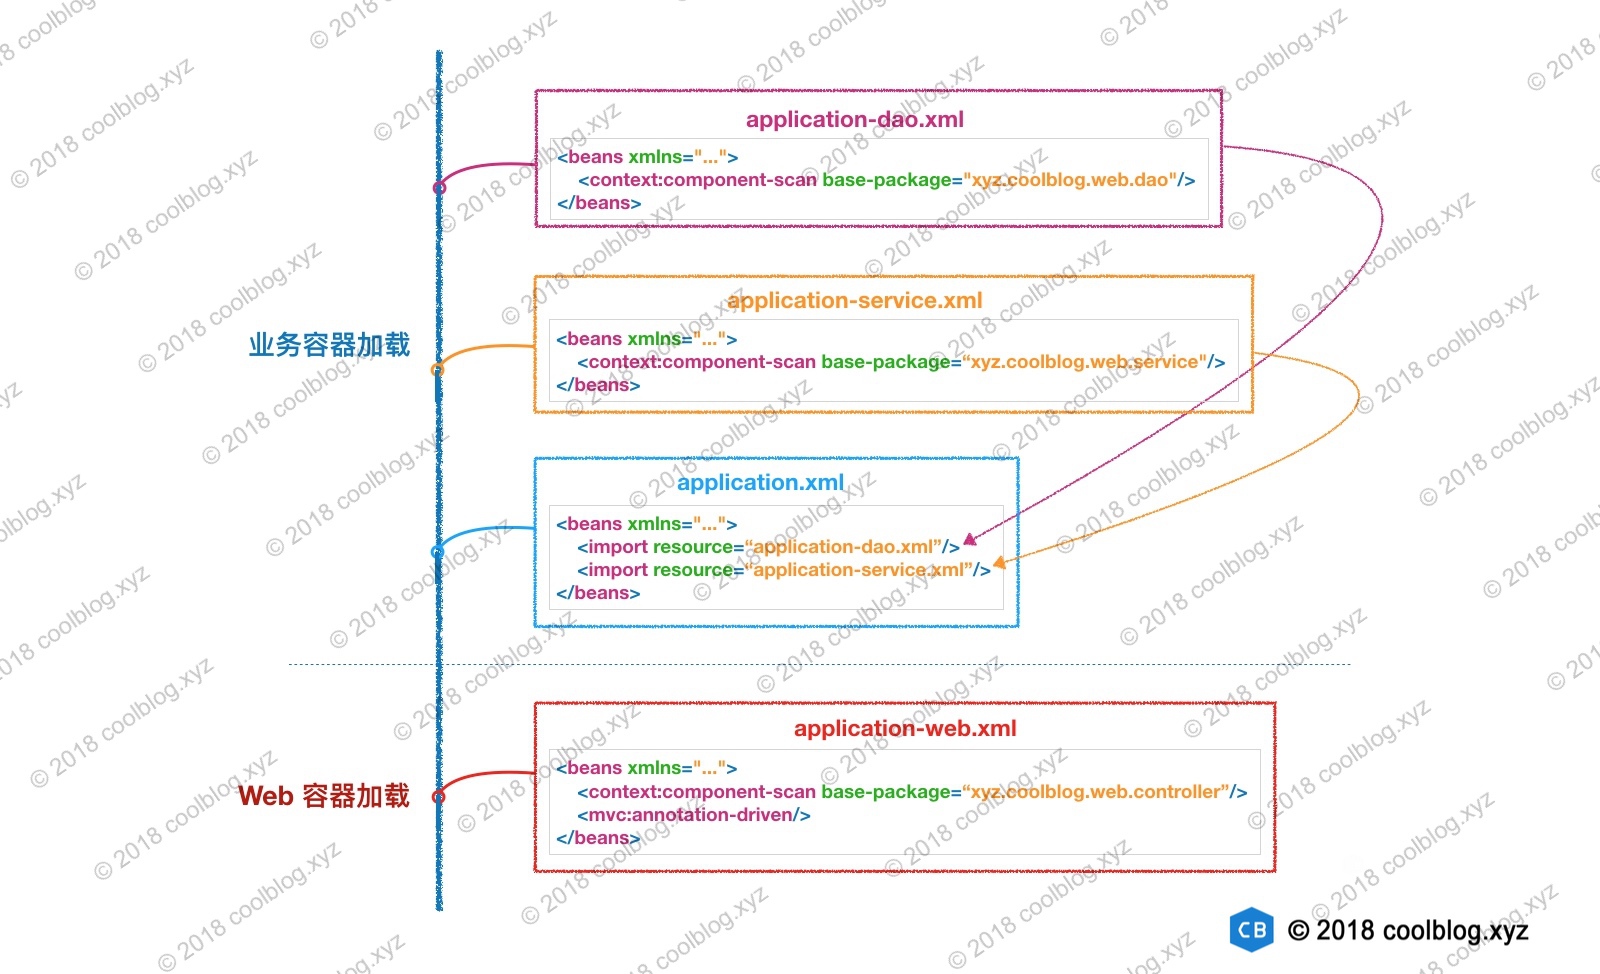 application-dao.xml
<beans xmlns="...">
<context:component-scan base-package="xyz.coolblog.web.dao"/>
</beans>
application-service.xml
业务容器加载
<beans xmlns="...">
<context:component-scan base-package=“xyz.coolblog.web.service"/>
</beans>
application.xml
<beans xmlns="...">
<import resource=“application-dao.xml”/>
<import resource=“application-service.xml”/>
</beans>
application-web.xml
Web 容器加载
<beans xmlns="...">
<context:component-scan base-package=“xyz.coolblog.web.controller”/>
<mvc:annotation-driven/>
</beans>
CB © 2018 coolblog.xyz
© 2018 coolblog.xyz